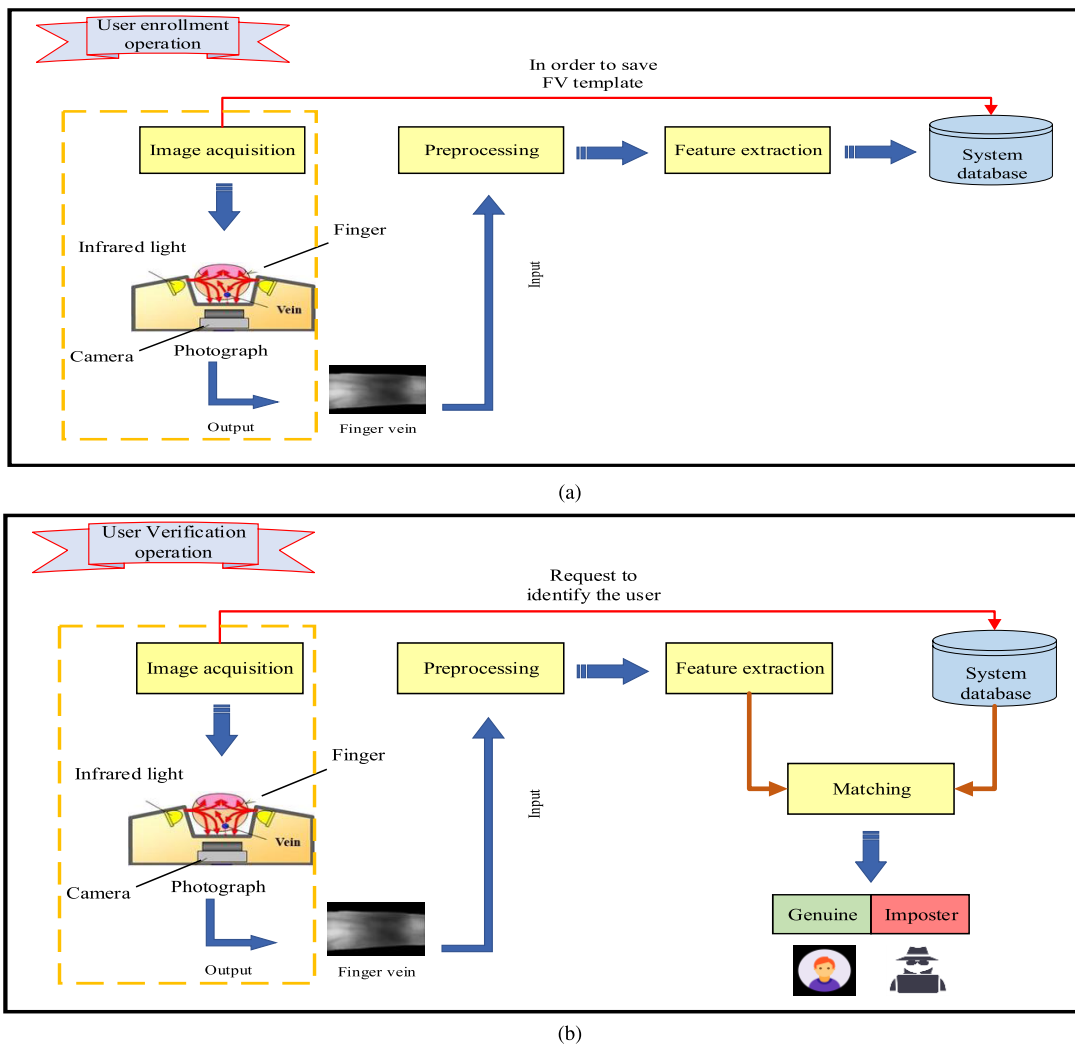 User enrollment
operation
In order to save
FV template
Image acquisition
Preprocessing
Feature extraction
System
database
Infrared light
Finger
Vein
Camera
Photograph
Input
Output
Finger vein
(a)
User Verification
operation
Request to
identify the user
Image acquisition
Preprocessing
Feature extraction
System
database
Infrared light
Finger
Matching
Vein
Camera
Photograph
Input
Output
Finger vein
Genuine
Imposter
(b)